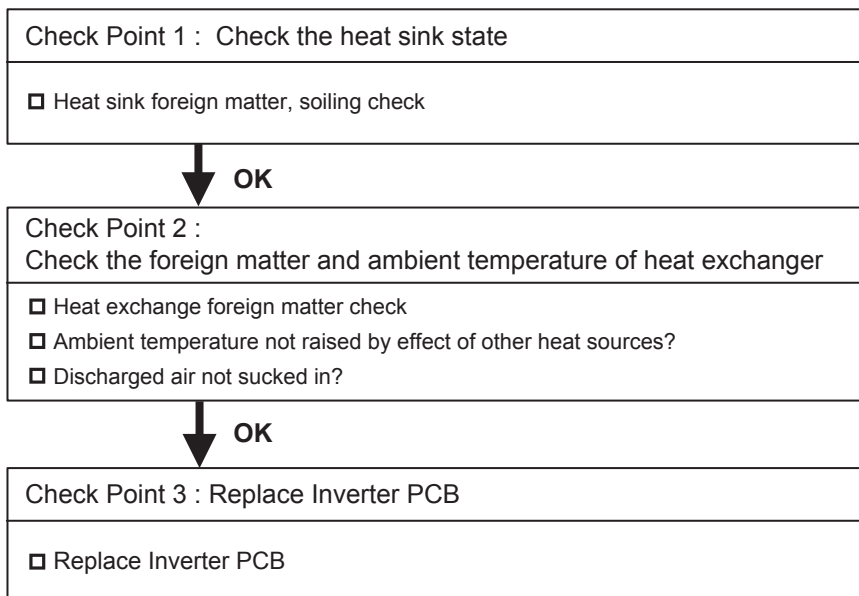 Check Point 1 : Check the heat sink state
Heat sink foreign matter, soiling check
OK
Check Point 2 :
Check the foreign matter and ambient temperature of heat exchanger
Heat exchange foreign matter check
Ambient temperature not raised by effect of other heat sources?
Discharged air not sucked in?
OK
Check Point 3 : Replace Inverter PCB
Replace Inverter PCB